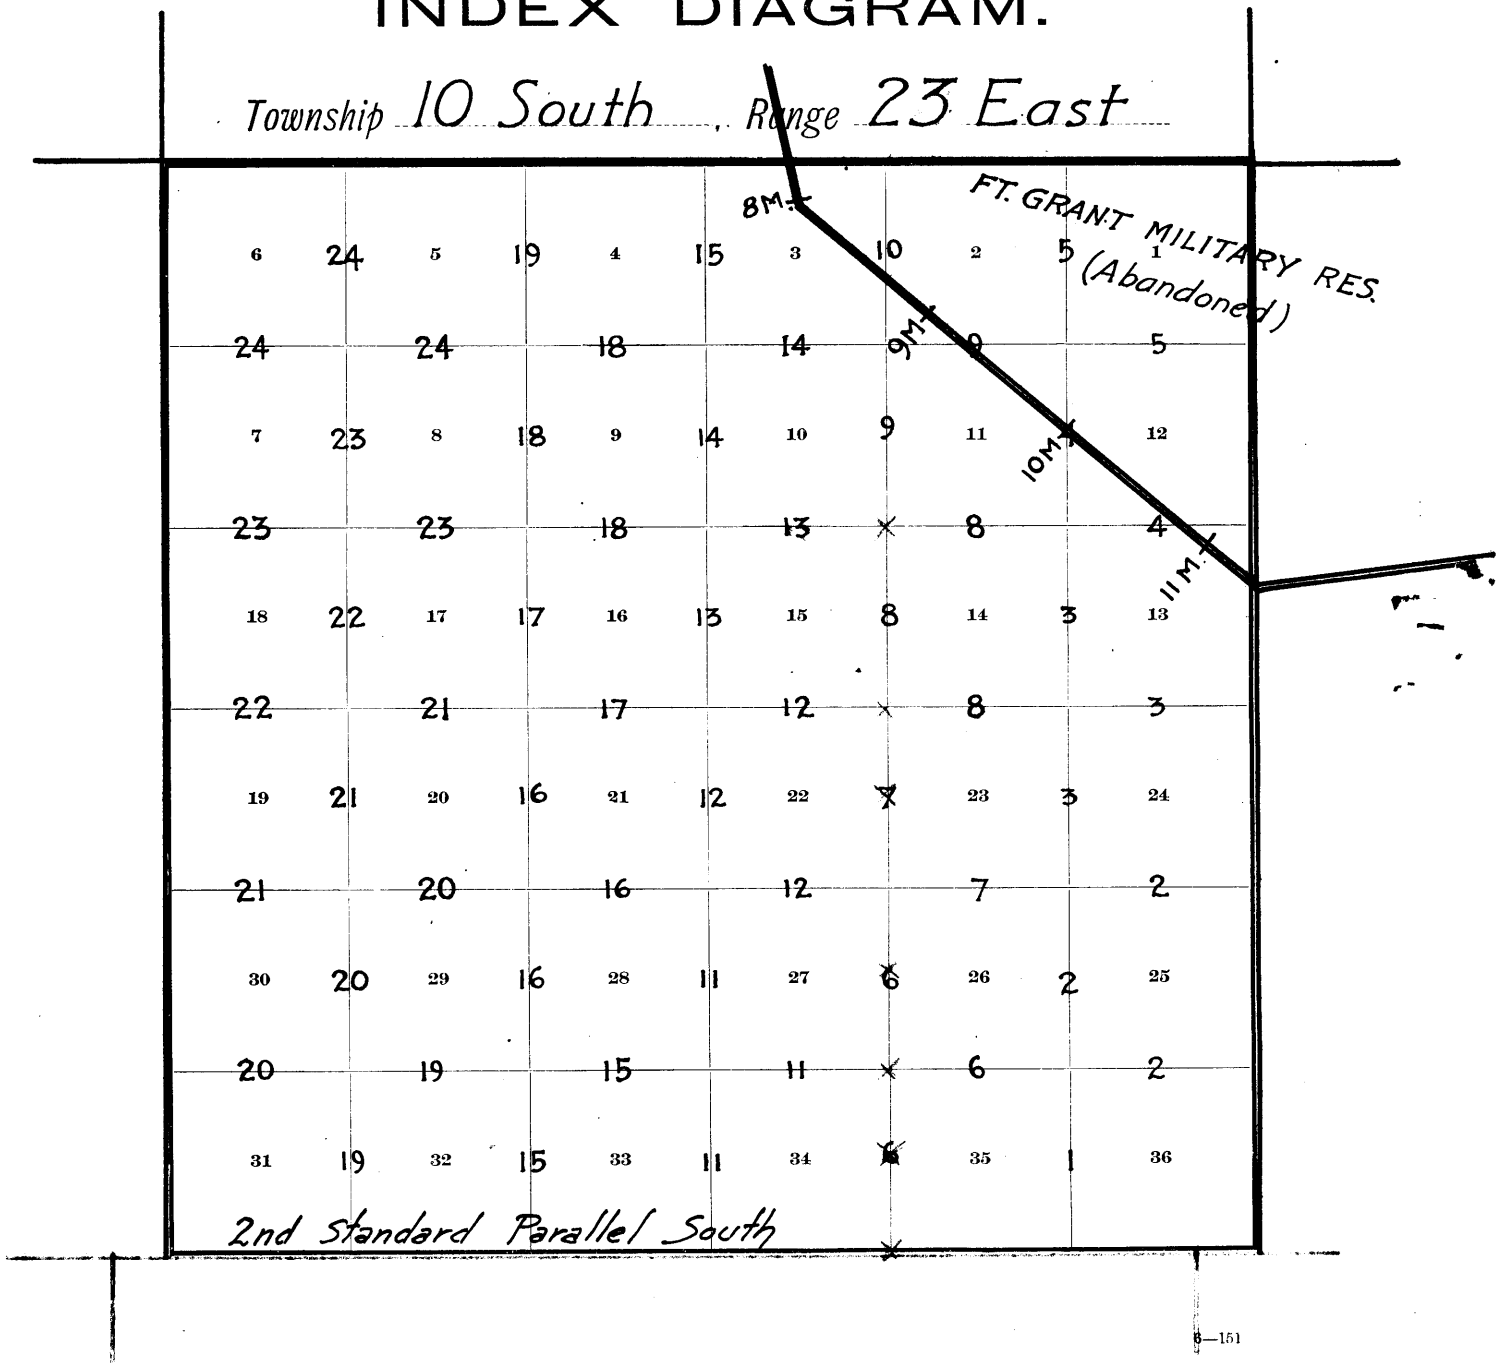 INDEX DIAGRAM.
Township 10 South, Range 23 East
FT. GRANT MILITARY RES.
(Abandoned)
8M.
6 24 5 19 4 15 3 10 2 5 1
9M
24 24 18 14 9 5
7 23 8 18 9 14 10 9 11 12
10M
23 23 18 13 8 4
11M.
18 22 17 17 16 13 15 8 14 3 13
22 21 17 12 8 3
19 21 20 16 21 12 22 23 3 24
21 20 16 12 7 2
30 20 29 16 28 11 27 6 26 2 25
20 19 15 11 6 2
31 19 32 15 33 11 34 35 1 36
2nd Standard Parallel South
6—151